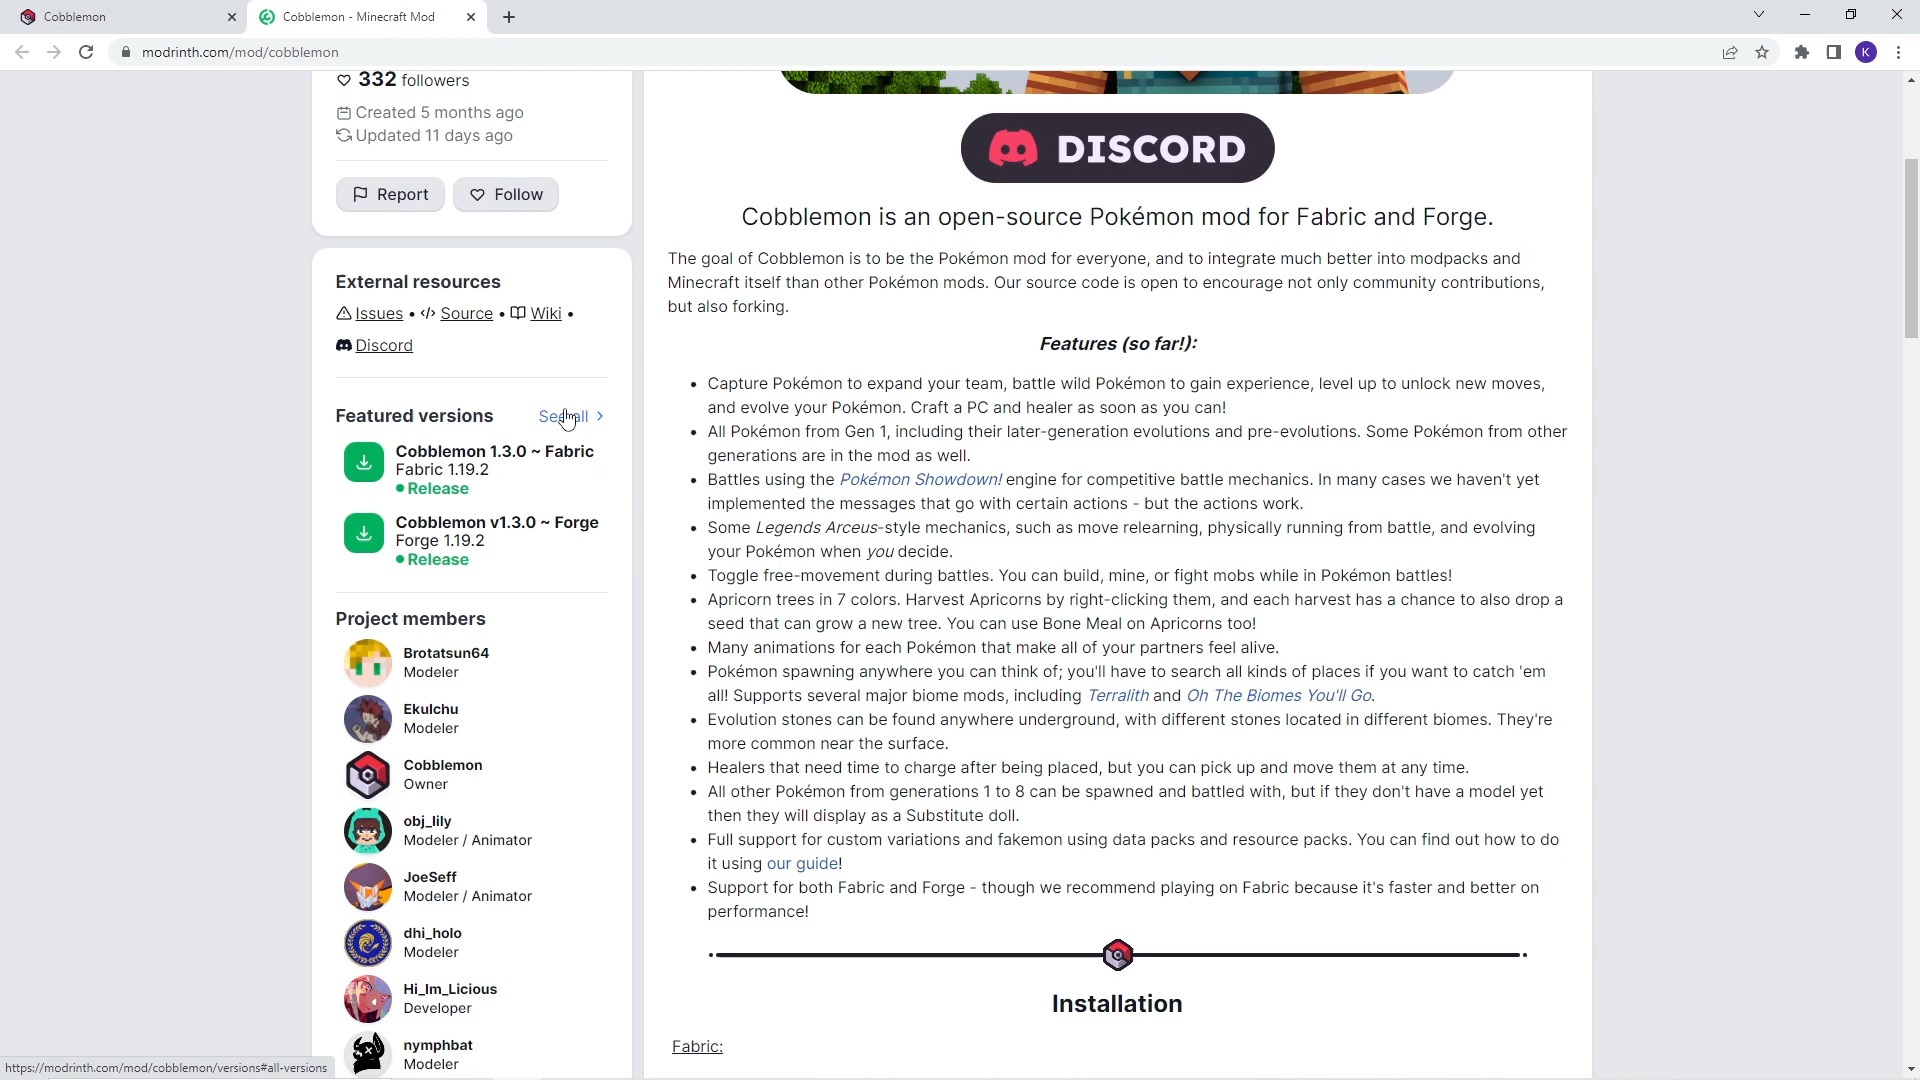 Cobblemon
Cobblemon - Minecraft Mod
modrinth.com/mod/cobblemon
K
332 followers
Created 5 months ago
Updated 11 days ago
Report
Follow
External resources
Issues • Source • Wiki •
Discord
Featured versions
See all
Cobblemon 1.3.0 ~ Fabric
Fabric 1.19.2
Release
Cobblemon v1.3.0 ~ Forge
Forge 1.19.2
Release
Project members
Brotatsun64
Modeler
Ekulchu
Modeler
Cobblemon
Owner
obj_lily
Modeler / Animator
JoeSeff
Modeler / Animator
dhi_holo
Modeler
Hi_Im_Licious
Developer
nymphbat
Modeler
https://modrinth.com/mod/cobblemon/versions#all-versions
DISCORD
Cobblemon is an open-source Pokémon mod for Fabric and Forge.
The goal of Cobblemon is to be the Pokémon mod for everyone, and to integrate much better into modpacks and
Minecraft itself than other Pokémon mods. Our source code is open to encourage not only community contributions,
but also forking.
Features (so far!):
• Capture Pokémon to expand your team, battle wild Pokémon to gain experience, level up to unlock new moves,
and evolve your Pokémon. Craft a PC and healer as soon as you can!
• All Pokémon from Gen 1, including their later-generation evolutions and pre-evolutions. Some Pokémon from other
generations are in the mod as well.
• Battles using the Pokémon Showdown! engine for competitive battle mechanics. In many cases we haven't yet
implemented the messages that go with certain actions - but the actions work.
• Some Legends Arceus-style mechanics, such as move relearning, physically running from battle, and evolving
your Pokémon when you decide.
• Toggle free-movement during battles. You can build, mine, or fight mobs while in Pokémon battles!
• Apricorn trees in 7 colors. Harvest Apricorns by right-clicking them, and each harvest has a chance to also drop a
seed that can grow a new tree. You can use Bone Meal on Apricorns too!
• Many animations for each Pokémon that make all of your partners feel alive.
• Pokémon spawning anywhere you can think of; you'll have to search all kinds of places if you want to catch 'em
all! Supports several major biome mods, including Terralith and Oh The Biomes You'll Go.
• Evolution stones can be found anywhere underground, with different stones located in different biomes. They're
more common near the surface.
• Healers that need time to charge after being placed, but you can pick up and move them at any time.
• All other Pokémon from generations 1 to 8 can be spawned and battled with, but if they don't have a model yet
then they will display as a Substitute doll.
• Full support for custom variations and fakemon using data packs and resource packs. You can find out how to do
it using our guide!
• Support for both Fabric and Forge - though we recommend playing on Fabric because it's faster and better on
performance!
Installation
Fabric: